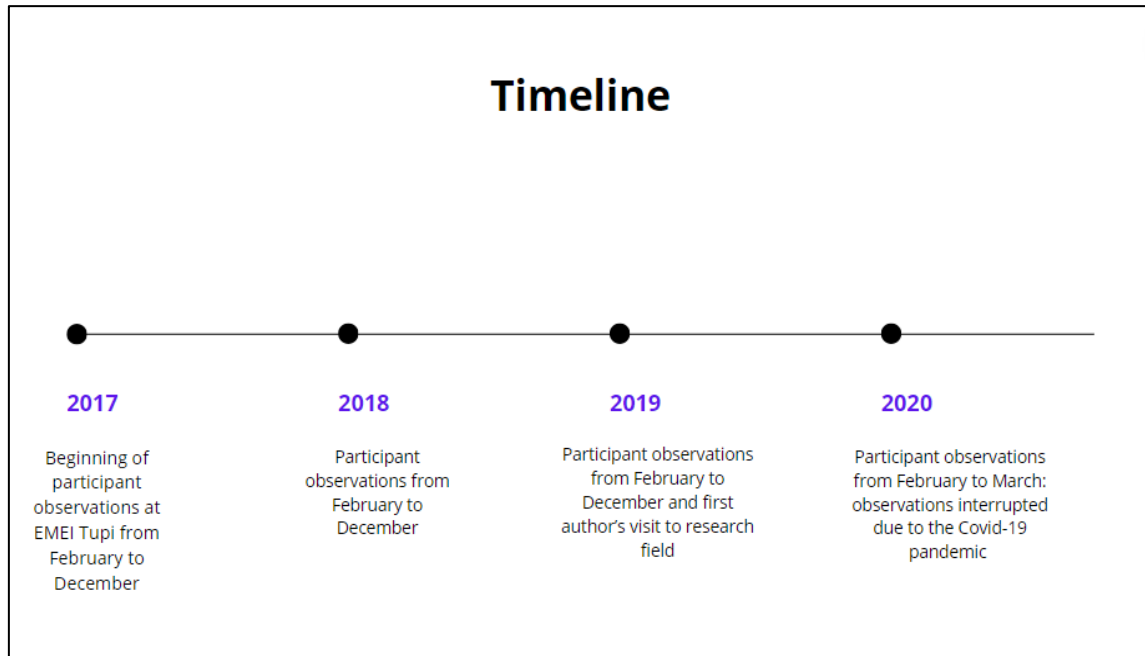 Timeline
2017
Beginning of
participant
observations at
EMEI Tupi from
February to
December
2018
Participant
observations from
February to
December
2019
Participant observations
from February to
December and first
author’s visit to research
field
2020
Participant observations
from February to March:
observations interrupted
due to the Covid-19
pandemic